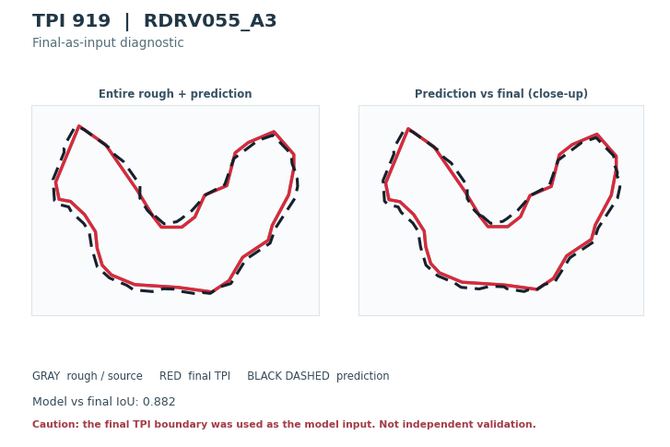 TPI 919 | RDRV055_A3
Final-as-input diagnostic
Entire rough + prediction
Prediction vs final (close-up)
GRAY rough / source RED final TPI BLACK DASHED prediction
Model vs final IoU: 0.882
Caution: the final TPI boundary was used as the model input. Not independent validation.